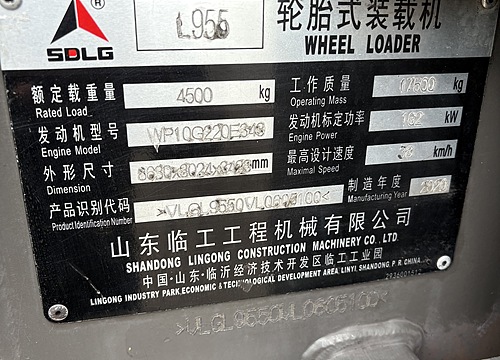 ®
SDLG
L955
轮胎式装载机
WHEEL LOADER
额定载重量 4500 kg
Rated Load
工作质量 kg
Operating Mass
发动机型号
Engine Model
发动机标定功率 162 kW
Engine Power
外形尺寸 mm
Dimension
最高设计速度 38 km/h
Maximal Speed
产品识别代码
Product Identification Number
制造年度
Manufacturing Year
山东临工工程机械有限公司
SHANDONG LINGONG CONSTRUCTION MACHINERY CO., LTD
中国·山东·临沂经济技术开发区临工工业园
LINGONG INDUSTRY PARK,ECONOMIC & TECHNOLOGICAL DEVELOPMENT AREA, LINYI, SHANDONG, P. R. CHINA
2936001512